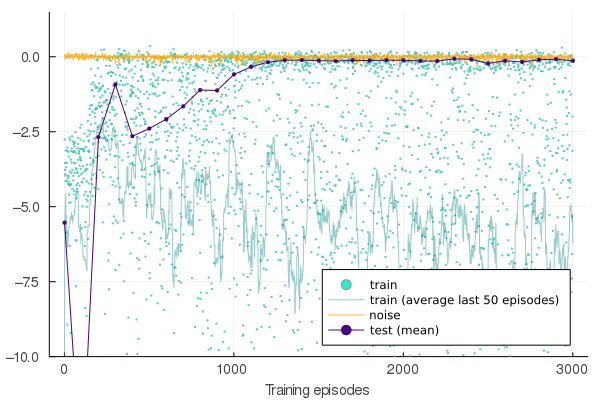 0.0
−2.5
−5.0
−7.5
−10.0
train
train (average last 50 episodes)
noise
test (mean)
0 1000 2000 3000
Training episodes